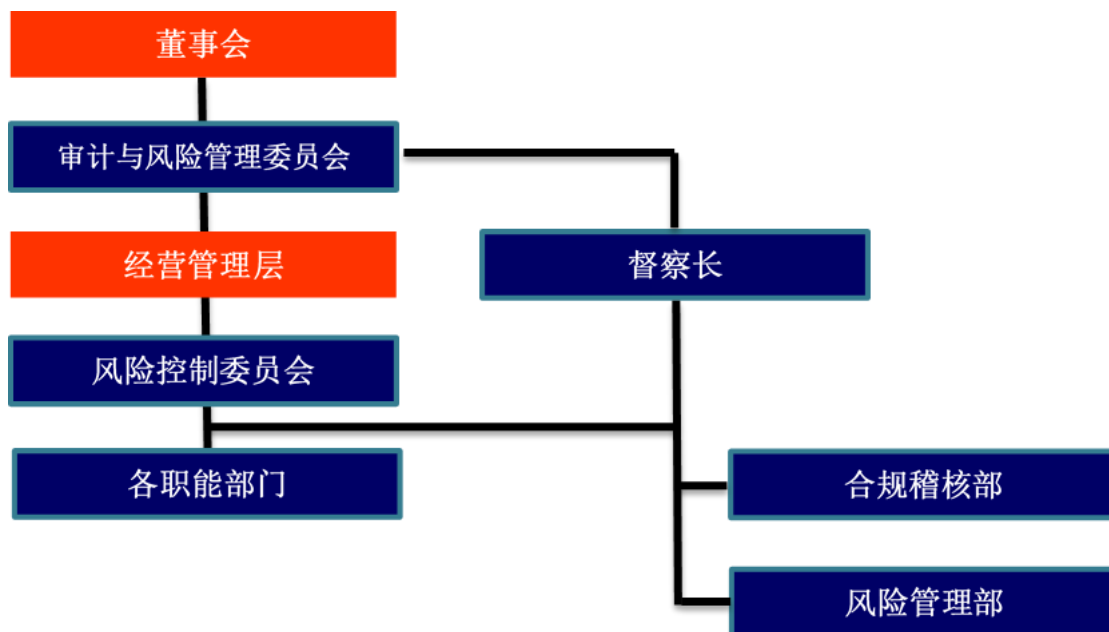 董事会
审计与风险管理委员会
经营管理层
督察长
风险控制委员会
各职能部门
合规稽核部
风险管理部